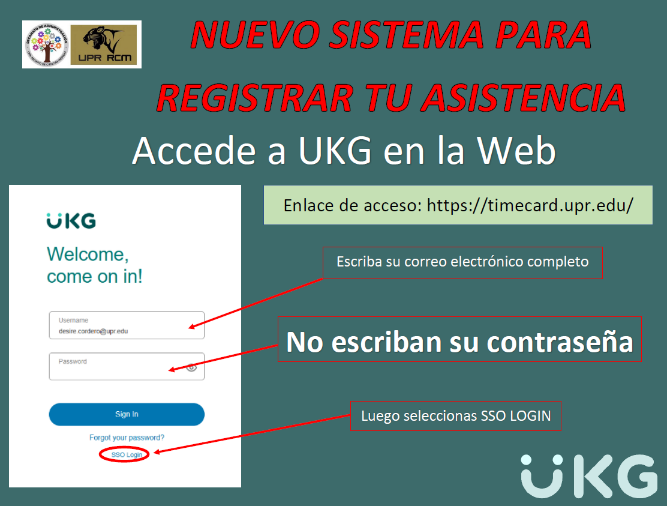 NUEVO SISTEMA PARA
REGISTRAR TU ASISTENCIA
UPR RCM
Accede a UKG en la Web
Enlace de acceso: https://timecard.upr.edu/
UKG
Welcome,
come on in!
Escriba su correo electrónico completo
Username
desire.cordero@upr.edu
No escriban su contraseña
Password
Sign In
Luego seleccionas SSO LOGIN
Forgot your password?
SSO Login
UKG